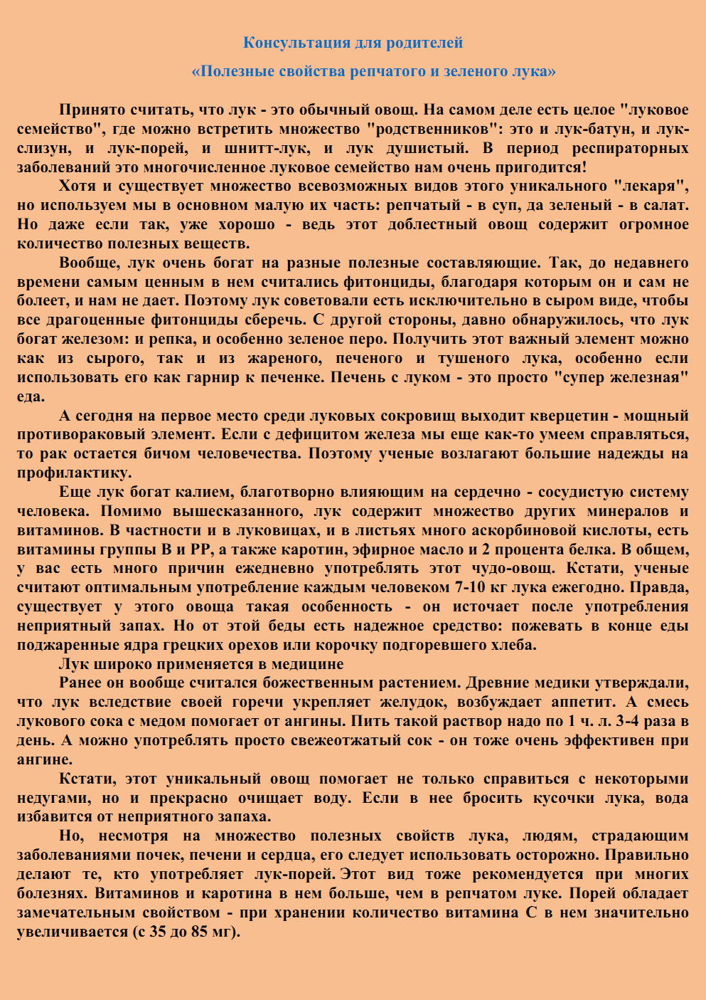 Консультация для родителей
«Полезные свойства репчатого и зеленого лука»
Принято считать, что лук - это обычный овощ. На самом деле есть целое "луковое
семейство", где можно встретить множество "родственников": это и лук-батун, и лук-
слизун, и лук-порей, и шнитт-лук, и лук душистый. В период респираторных
заболеваний это многочисленное луковое семейство нам очень пригодится!
Хотя и существует множество всевозможных видов этого уникального "лекаря",
но используем мы в основном малую их часть: репчатый - в суп, да зеленый - в салат.
Но даже если так, уже хорошо - ведь этот доблестный овощ содержит огромное
количество полезных веществ.
Вообще, лук очень богат на разные полезные составляющие. Так, до недавнего
времени самым ценным в нем считались фитонциды, благодаря которым он и сам не
болеет, и нам не дает. Поэтому лук советовали есть исключительно в сыром виде, чтобы
все драгоценные фитонциды сберечь. С другой стороны, давно обнаружилось, что лук
богат железом: и репка, и особенно зеленое перо. Получить этот важный элемент можно
как из сырого, так и из жареного, печеного и тушеного лука, особенно если
использовать его как гарнир к печенке. Печень с луком - это просто "супер железная"
еда.
А сегодня на первое место среди луковых сокровищ выходит кверцетин - мощный
противораковый элемент. Если с дефицитом железа мы еще как-то умеем справляться,
то рак остается бичом человечества. Поэтому ученые возлагают большие надежды на
профилактику.
Еще лук богат калием, благотворно влияющим на сердечно - сосудистую систему
человека. Помимо вышесказанного, лук содержит множество других минералов и
витаминов. В частности и в луковицах, и в листьях много аскорбиновой кислоты, есть
витамины группы В и РР, а также каротин, эфирное масло и 2 процента белка. В общем,
у вас есть много причин ежедневно употреблять этот чудо-овощ. Кстати, ученые
считают оптимальным употребление каждым человеком 7-10 кг лука ежегодно. Правда,
существует у этого овоща такая особенность - он источает после употребления
неприятный запах. Но от этой беды есть надежное средство: пожевать в конце еды
поджаренные ядра грецких орехов или корочку подгоревшего хлеба.
Лук широко применяется в медицине
Ранее он вообще считался божественным растением. Древние медики утверждали,
что лук вследствие своей горечи укрепляет желудок, возбуждает аппетит. А смесь
лукового сока с медом помогает от ангины. Пить такой раствор надо по 1 ч. л. 3-4 раза в
день. А можно употреблять просто свежеотжатый сок - он тоже очень эффективен при
ангине.
Кстати, этот уникальный овощ помогает не только справиться с некоторыми
недугами, но и прекрасно очищает воду. Если в нее бросить кусочки лука, вода
избавится от неприятного запаха.
Но, несмотря на множество полезных свойств лука, людям, страдающим
заболеваниями почек, печени и сердца, его следует использовать осторожно. Правильно
делают те, кто употребляет лук-порей. Этот вид тоже рекомендуется при многих
болезнях. Витаминов и каротина в нем больше, чем в репчатом луке. Порей обладает
замечательным свойством - при хранении количество витамина С в нем значительно
увеличивается (с 35 до 85 мг).